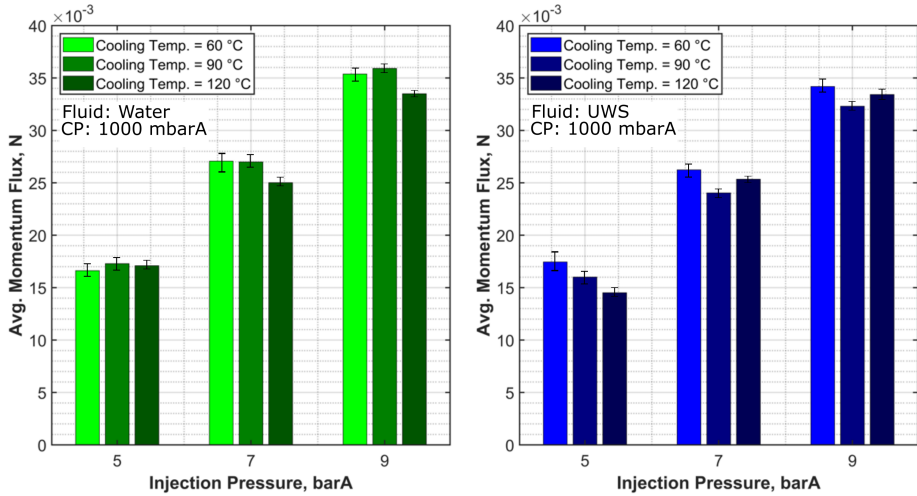 ×10⁻³
40
35
30
25
20
15
10
5
0
Avg. Momentum Flux, N
Cooling Temp. = 60 °C
Cooling Temp. = 90 °C
Cooling Temp. = 120 °C
Fluid: Water
CP: 1000 mbarA
5 7 9
Injection Pressure, barA
×10⁻³
40
35
30
25
20
15
10
5
0
Avg. Momentum Flux, N
Cooling Temp. = 60 °C
Cooling Temp. = 90 °C
Cooling Temp. = 120 °C
Fluid: UWS
CP: 1000 mbarA
5 7 9
Injection Pressure, barA